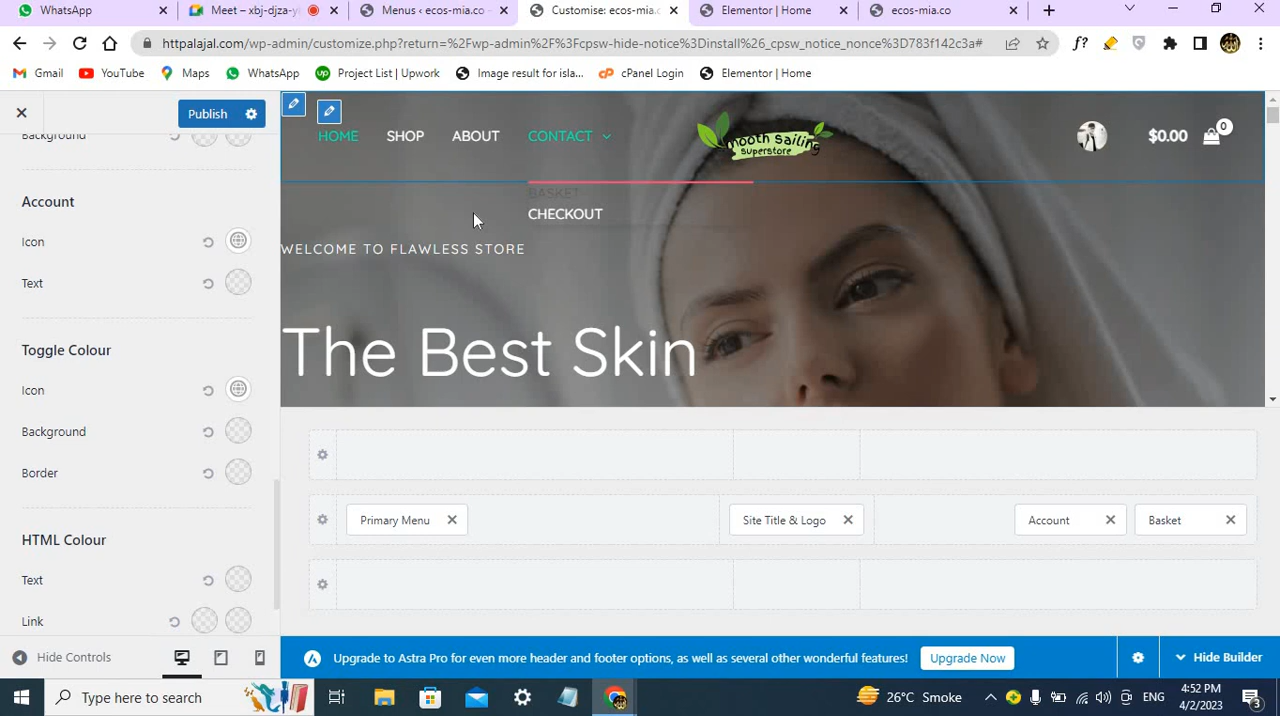 WhatsApp
Meet – xbj-djza-yi
Menus ‹ ecos-mia.co –
Customise: ecos-mia.c
Elementor | Home
ecos-mia.co
httpalajal.com/wp-admin/customize.php?return=%2Fwp-admin%2F%3Fcpsw-hide-notice%3Dinstall%26_cpsw_notice_nonce%3D783f142c3a#
f?
Gmail
YouTube
Maps
WhatsApp
Project List | Upwork
Image result for isla...
cPanel Login
Elementor | Home
Publish
Background
Account
Icon
Text
Toggle Colour
Icon
Background
Border
HTML Colour
Text
Link
Hide Controls
HOME
SHOP
ABOUT
CONTACT
mooth sailing
superstore
$0.00
0
BASKET
CHECKOUT
WELCOME TO FLAWLESS STORE
The Best Skin
Primary Menu
Site Title & Logo
Account
Basket
Upgrade to Astra Pro for even more header and footer options, as well as several other wonderful features!
Upgrade Now
Hide Builder
Type here to search
26°C Smoke
ENG
4:52 PM
4/2/2023
3